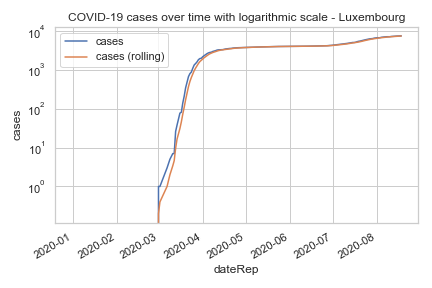 COVID-19 cases over time with logarithmic scale - Luxembourg
cases
cases (rolling)
10^4
10^3
10^2
10^1
10^0
cases
2020-01
2020-02
2020-03
2020-04
2020-05
2020-06
2020-07
2020-08
dateRep